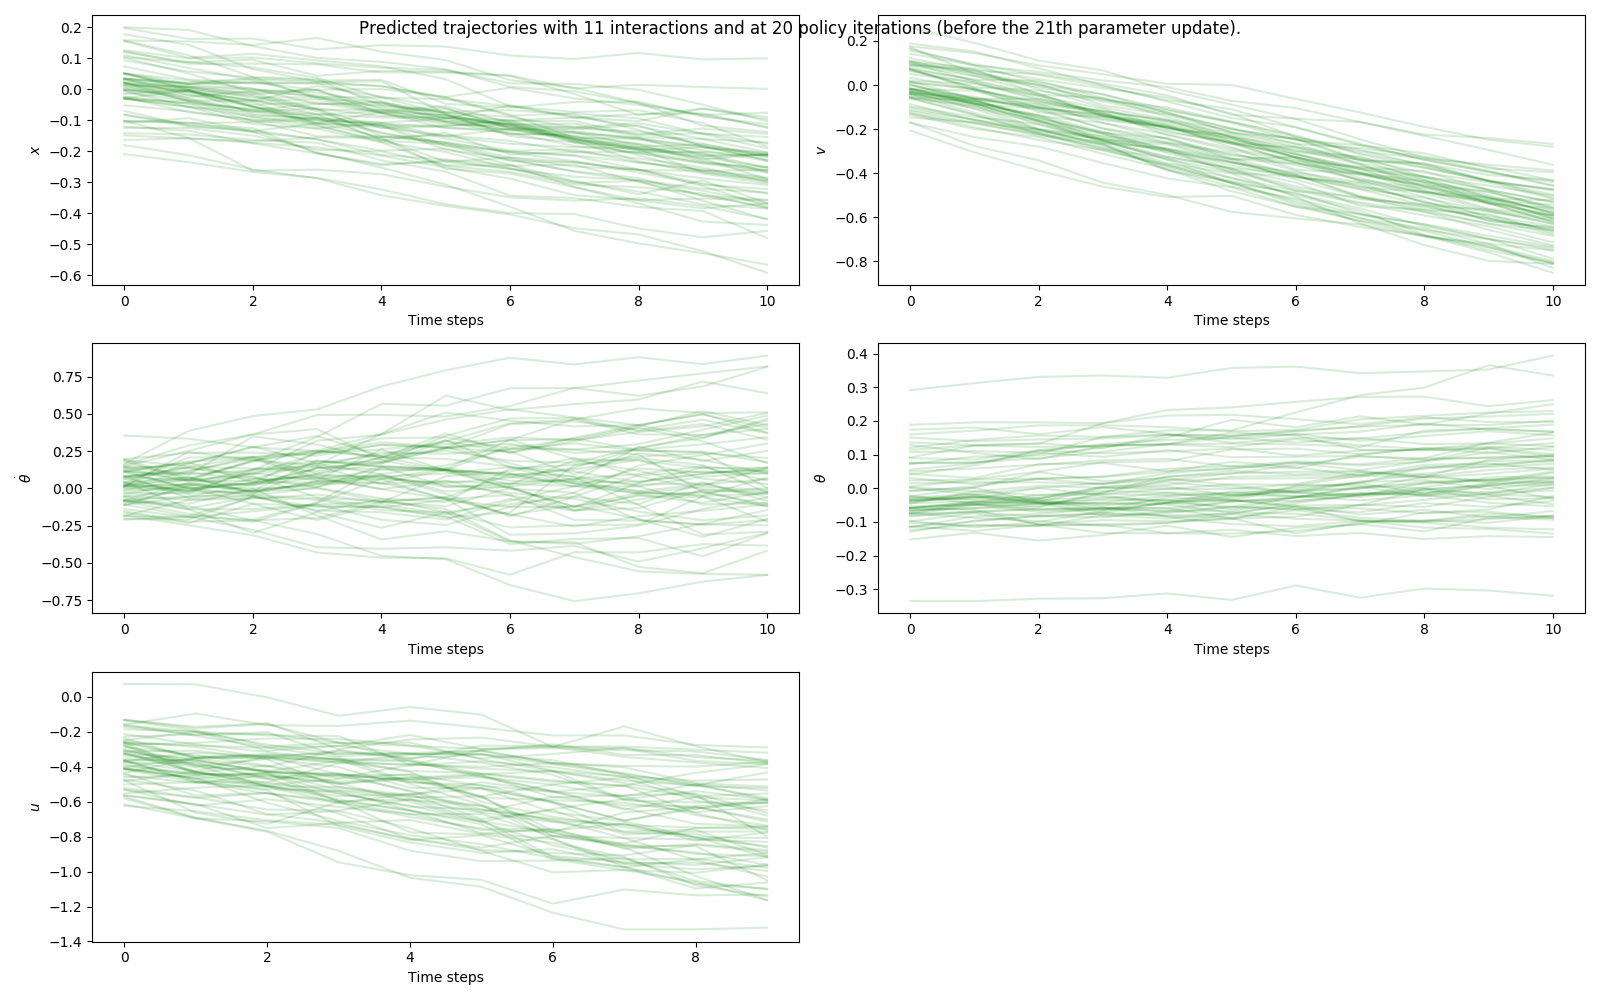 Predicted trajectories with 11 interactions and at 20 policy iterations (before the 21th parameter update).
0.2
0.1
0.0
−0.1
−0.2
−0.3
−0.4
−0.5
−0.6
x
0 2 4 6 8 10
Time steps
0.2
0.0
−0.2
−0.4
−0.6
−0.8
v
0 2 4 6 8 10
Time steps
0.75
0.50
0.25
0.00
−0.25
−0.50
−0.75
θ̇
0 2 4 6 8 10
Time steps
0.4
0.3
0.2
0.1
0.0
−0.1
−0.2
−0.3
θ
0 2 4 6 8 10
Time steps
0.0
−0.2
−0.4
−0.6
−0.8
−1.0
−1.2
−1.4
u
0 2 4 6 8
Time steps